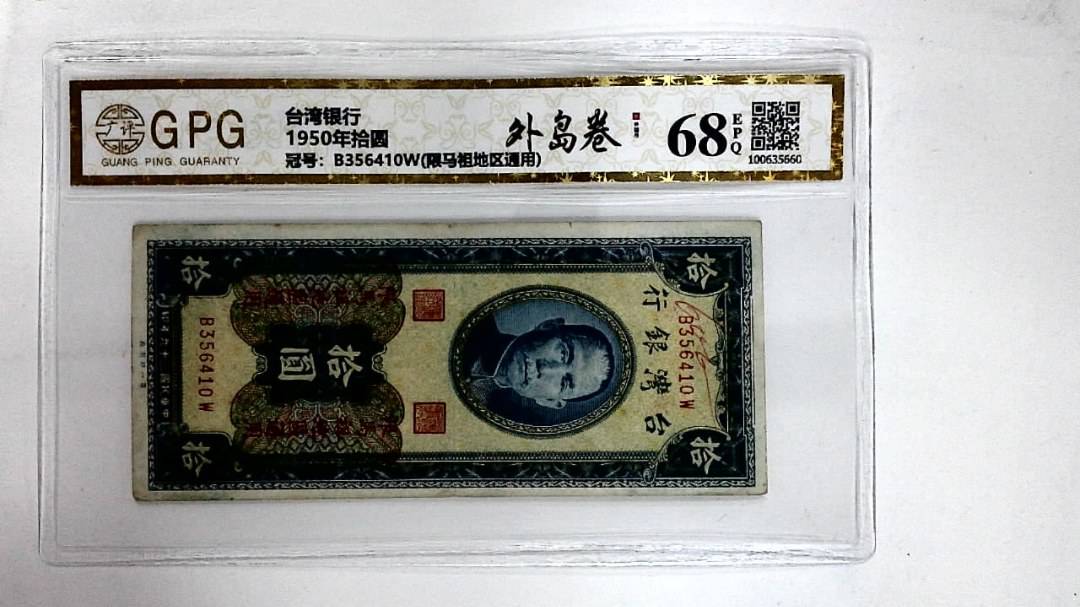 GPG
GUANG PING GUARANTY
台湾银行
1950年拾圆
冠号：B356410W(限马祖地区通用)
外岛卷
68
EPQ
100635660
台灣銀行
B356410W
拾
拾
拾圓
B356410W
拾
拾